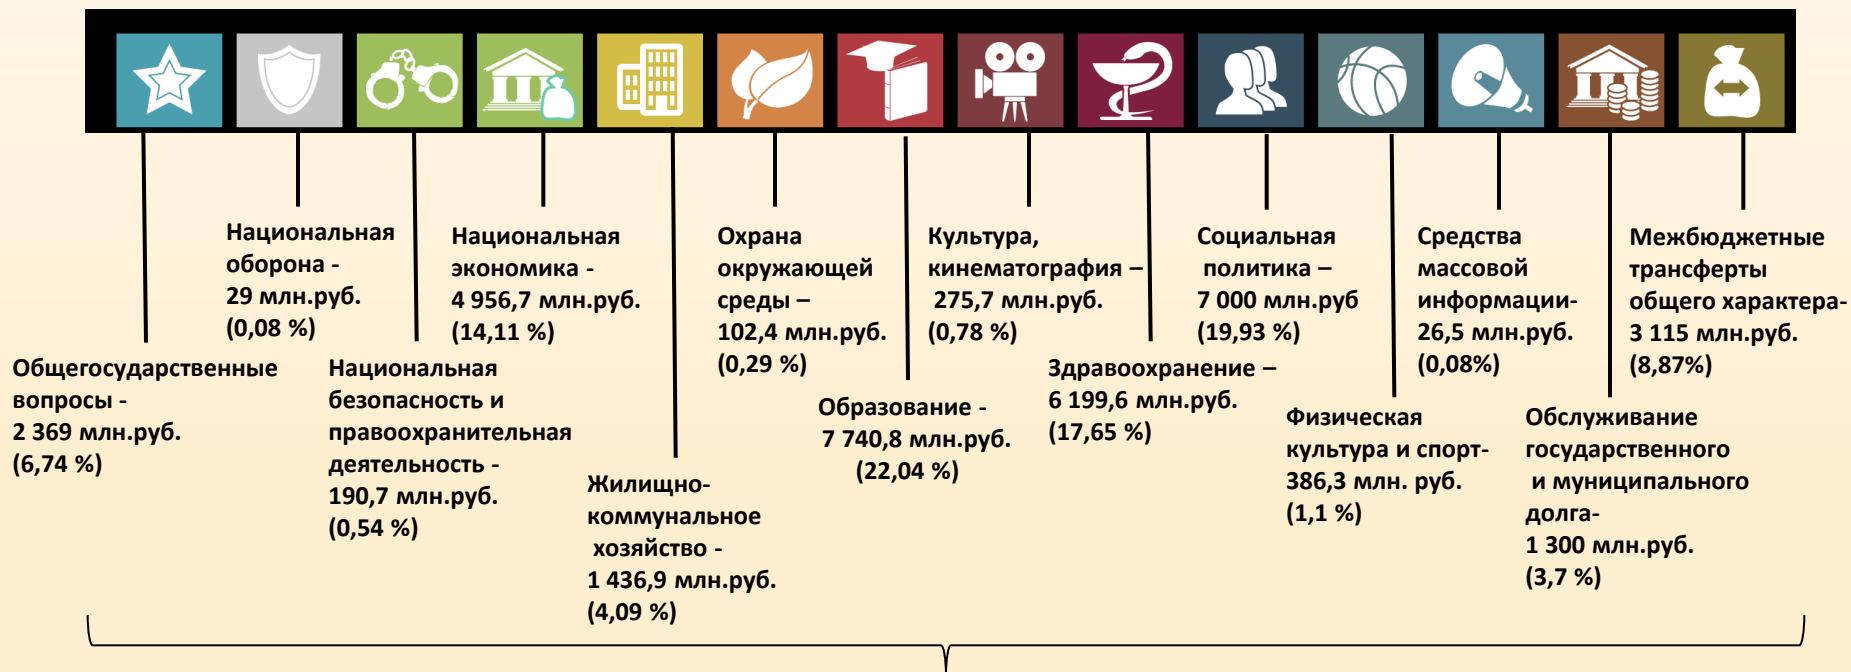 Общегосударственные
вопросы -
2 369 млн.руб.
(6,74 %)
Национальная
оборона -
29 млн.руб.
(0,08 %)
Национальная
безопасность и
правоохранительная
деятельность -
190,7 млн.руб.
(0,54 %)
Национальная
экономика -
4 956,7 млн.руб.
(14,11 %)
Жилищно-
коммунальное
хозяйство -
1 436,9 млн.руб.
(4,09 %)
Охрана
окружающей
среды –
102,4 млн.руб.
(0,29 %)
Образование -
7 740,8 млн.руб.
(22,04 %)
Культура,
кинематография –
275,7 млн.руб.
(0,78 %)
Здравоохранение –
6 199,6 млн.руб.
(17,65 %)
Социальная
политика –
7 000 млн.руб
(19,93 %)
Физическая
культура и спорт-
386,3 млн. руб.
(1,1 %)
Средства
массовой
информации-
26,5 млн.руб.
(0,08%)
Обслуживание
государственного
и муниципального
долга-
1 300 млн.руб.
(3,7 %)
Межбюджетные
трансферты
общего характера-
3 115 млн.руб.
(8,87%)